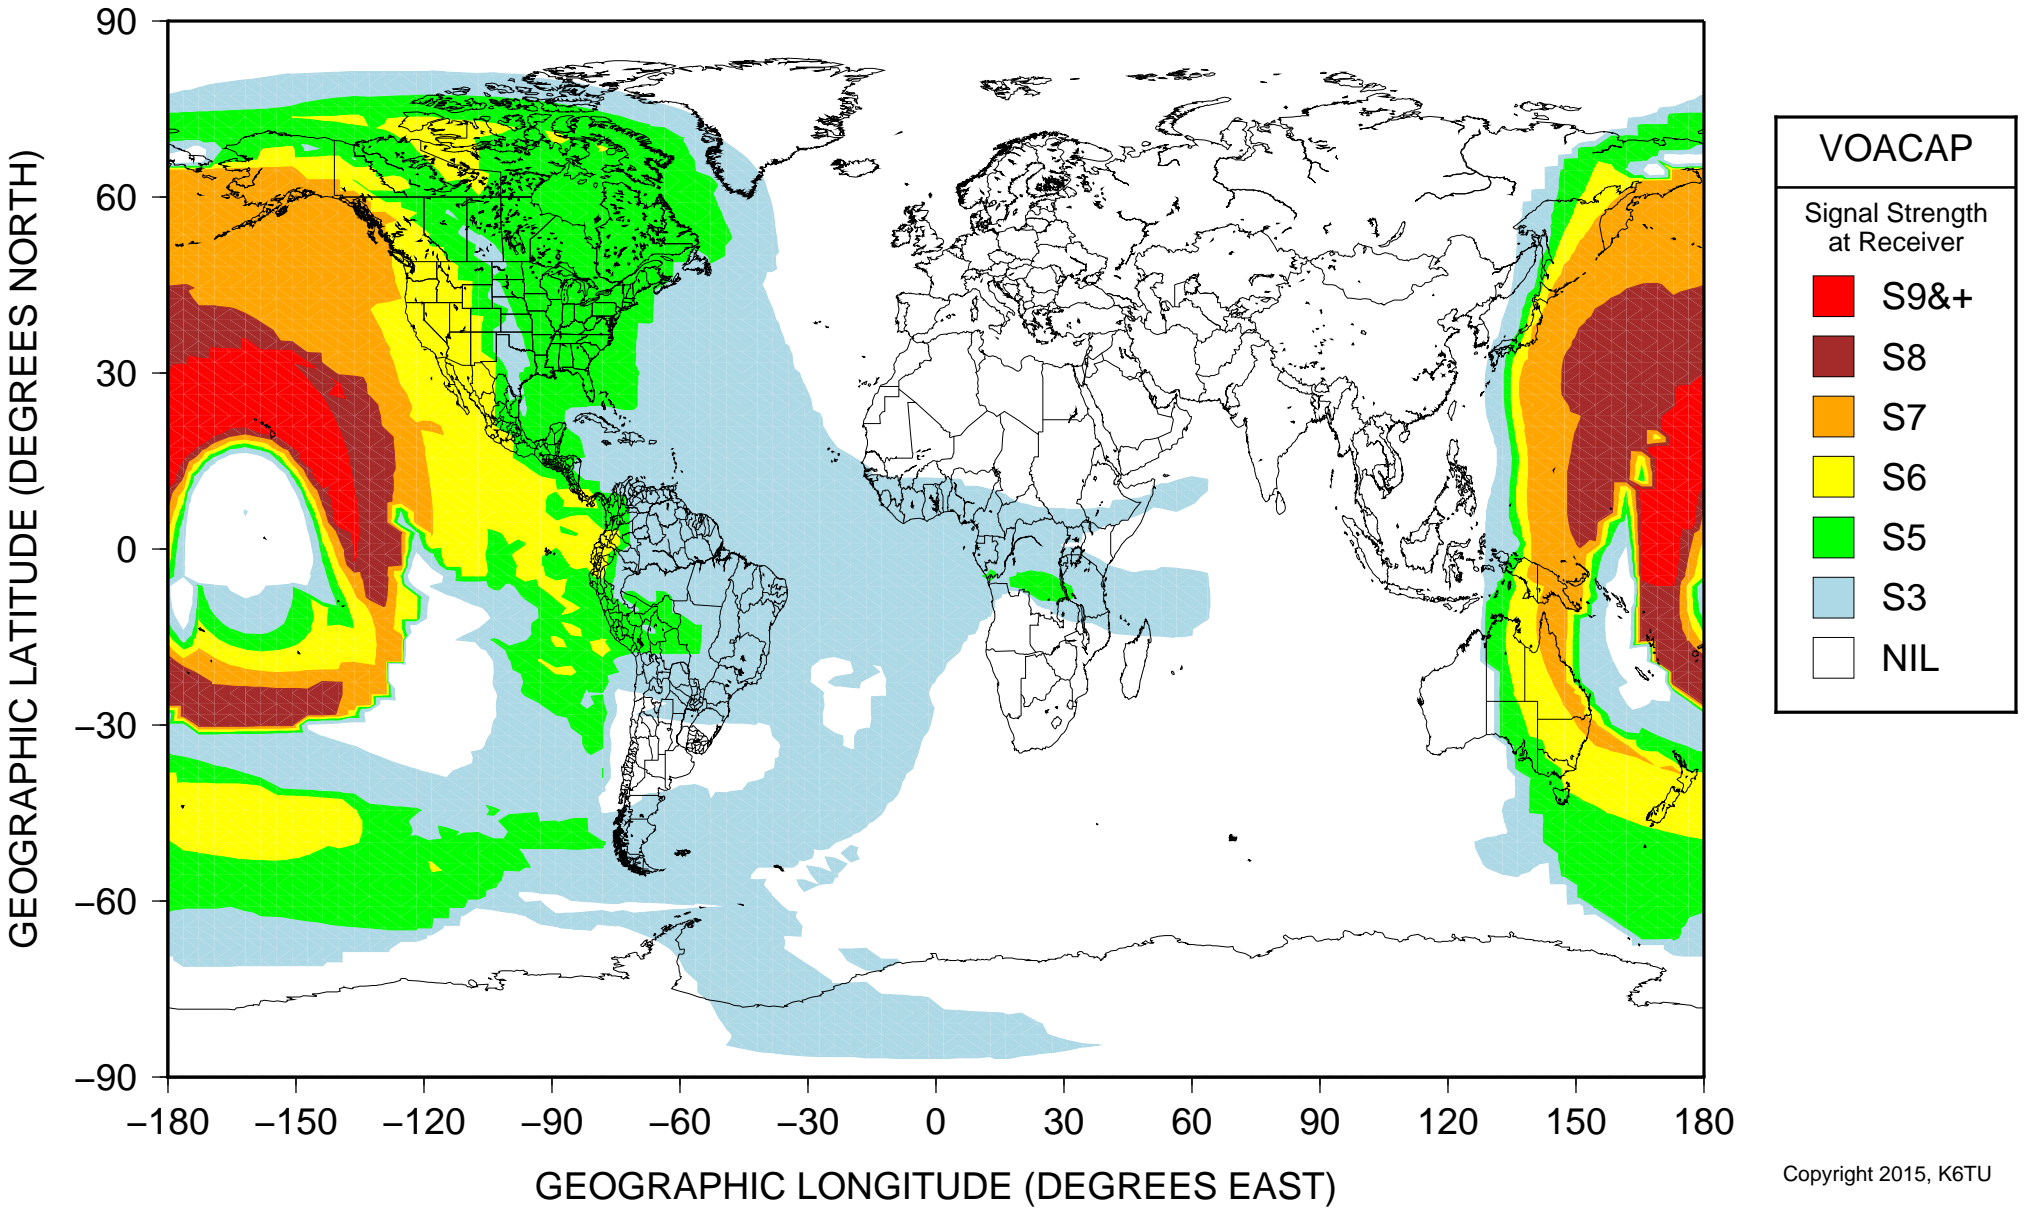 90
60
30
0
−30
−60
−90
GEOGRAPHIC LATITUDE (DEGREES NORTH)
−180 −150 −120 −90 −60 −30 0 30 60 90 120 150 180
GEOGRAPHIC LONGITUDE (DEGREES EAST)
VOACAP
Signal Strength
at Receiver
S9&+
S8
S7
S6
S5
S3
NIL
Copyright 2015, K6TU